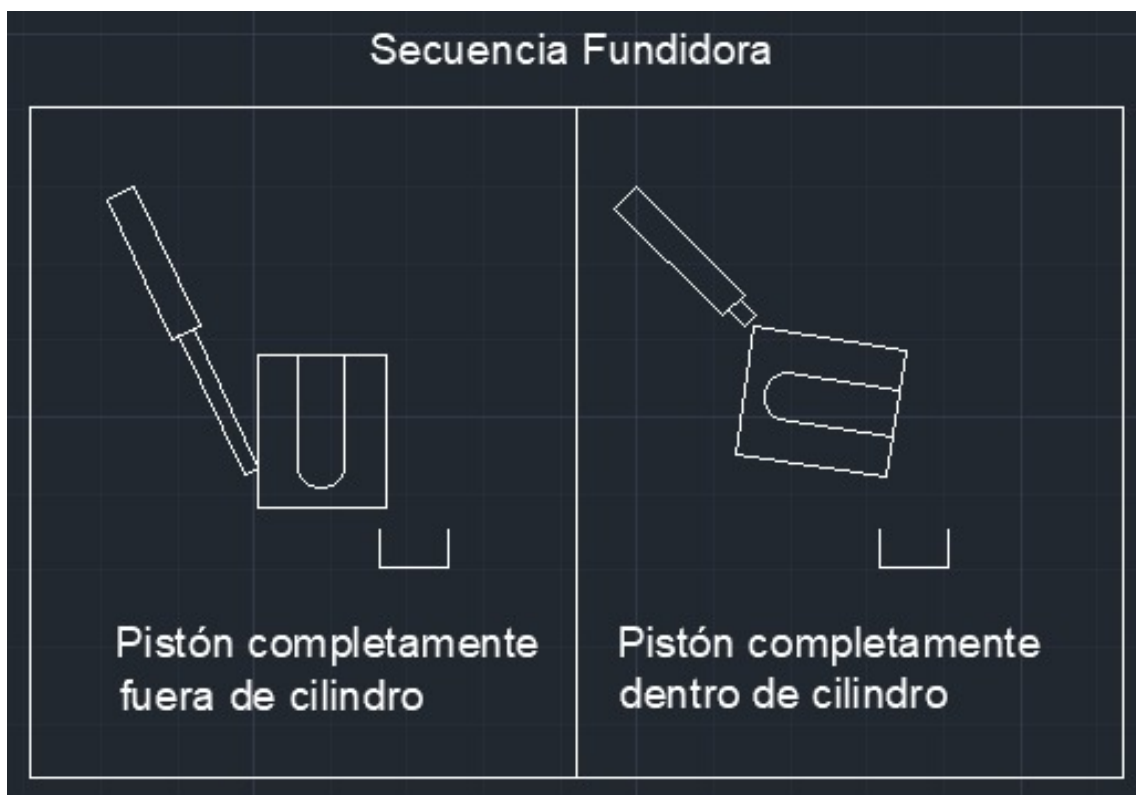 Secuencia Fundidora
Pistón completamente
fuera de cilindro
Pistón completamente
dentro de cilindro